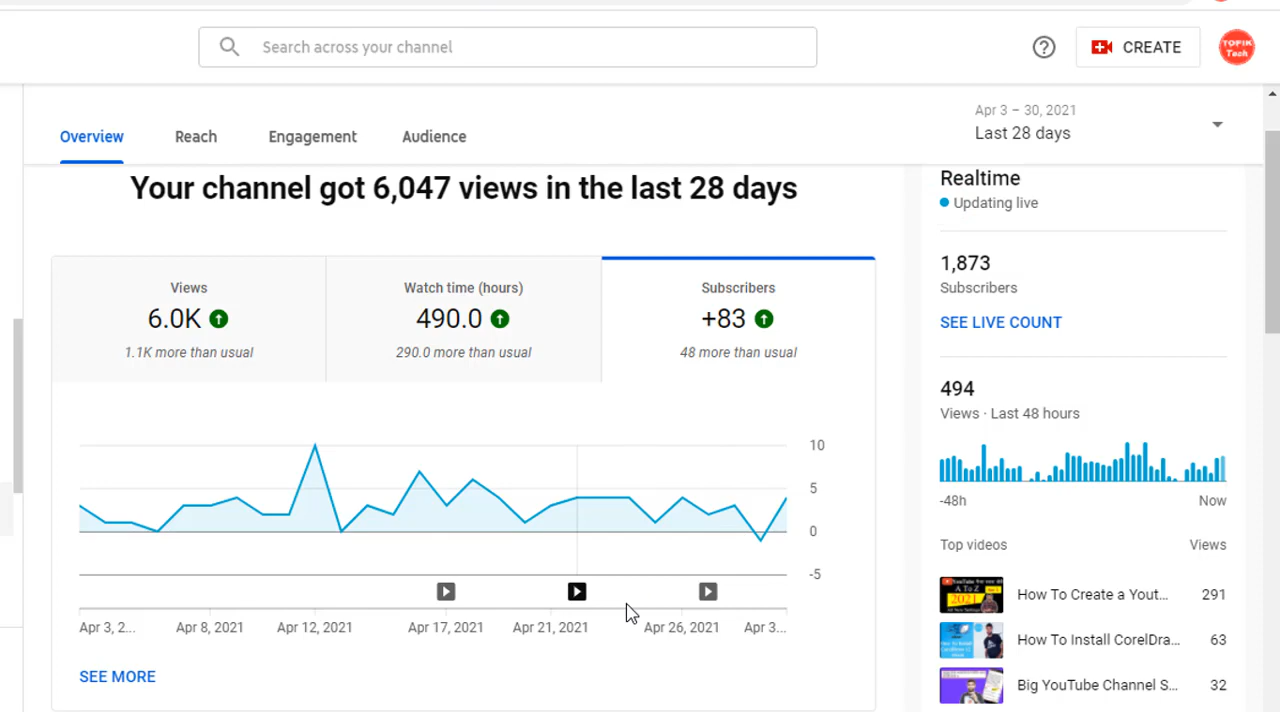 Search across your channel
CREATE
TOPIK
Tech
Overview
Reach
Engagement
Audience
Apr 3 – 30, 2021
Last 28 days
Your channel got 6,047 views in the last 28 days
Views
6.0K
1.1K more than usual
Watch time (hours)
490.0
290.0 more than usual
Subscribers
+83
48 more than usual
10
5
0
-5
Apr 3, 2...
Apr 8, 2021
Apr 12, 2021
Apr 17, 2021
Apr 21, 2021
Apr 26, 2021
Apr 3...
SEE MORE
Realtime
Updating live
1,873
Subscribers
SEE LIVE COUNT
494
Views · Last 48 hours
-48h
Now
Top videos
Views
A To Z
2021
How To Create a Yout...
291
How To Install CorelDra...
63
Big YouTube Channel S...
32